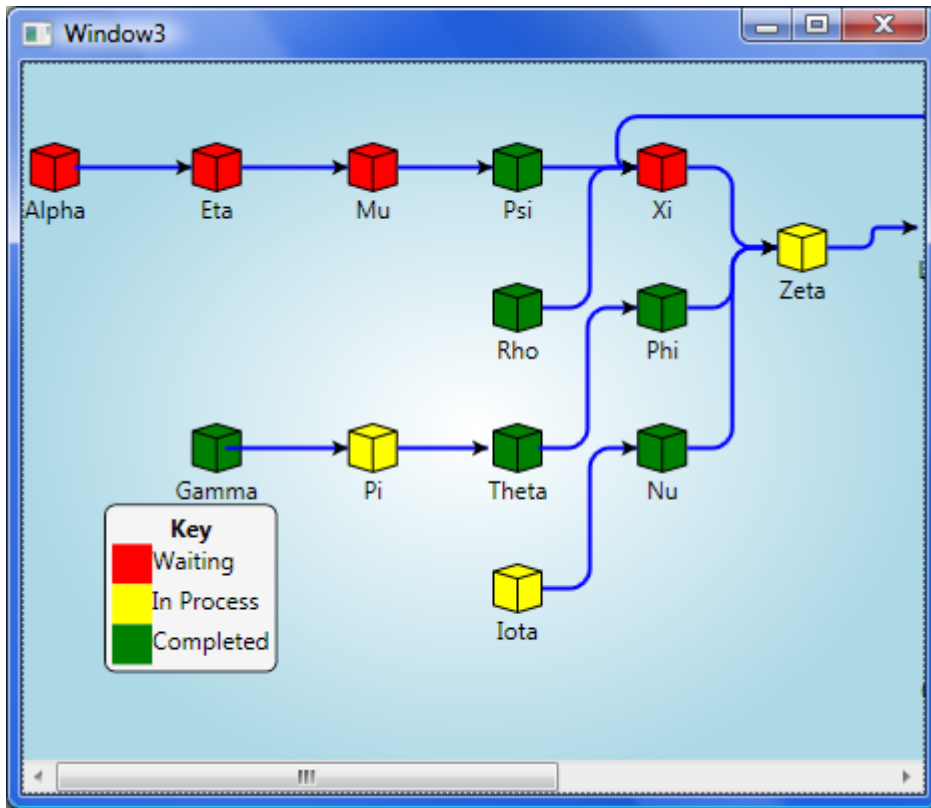 Window3
Alpha
Eta
Mu
Psi
Xi
Zeta
Rho
Phi
Gamma
Pi
Theta
Nu
Key
Waiting
In Process
Completed
Iota